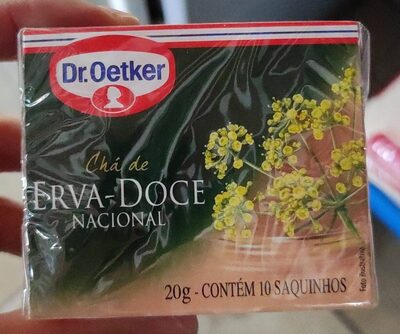 Dr.Oetker
Chá de
ERVA-DOCE
NACIONAL
20g - CONTÉM 10 SAQUINHOS